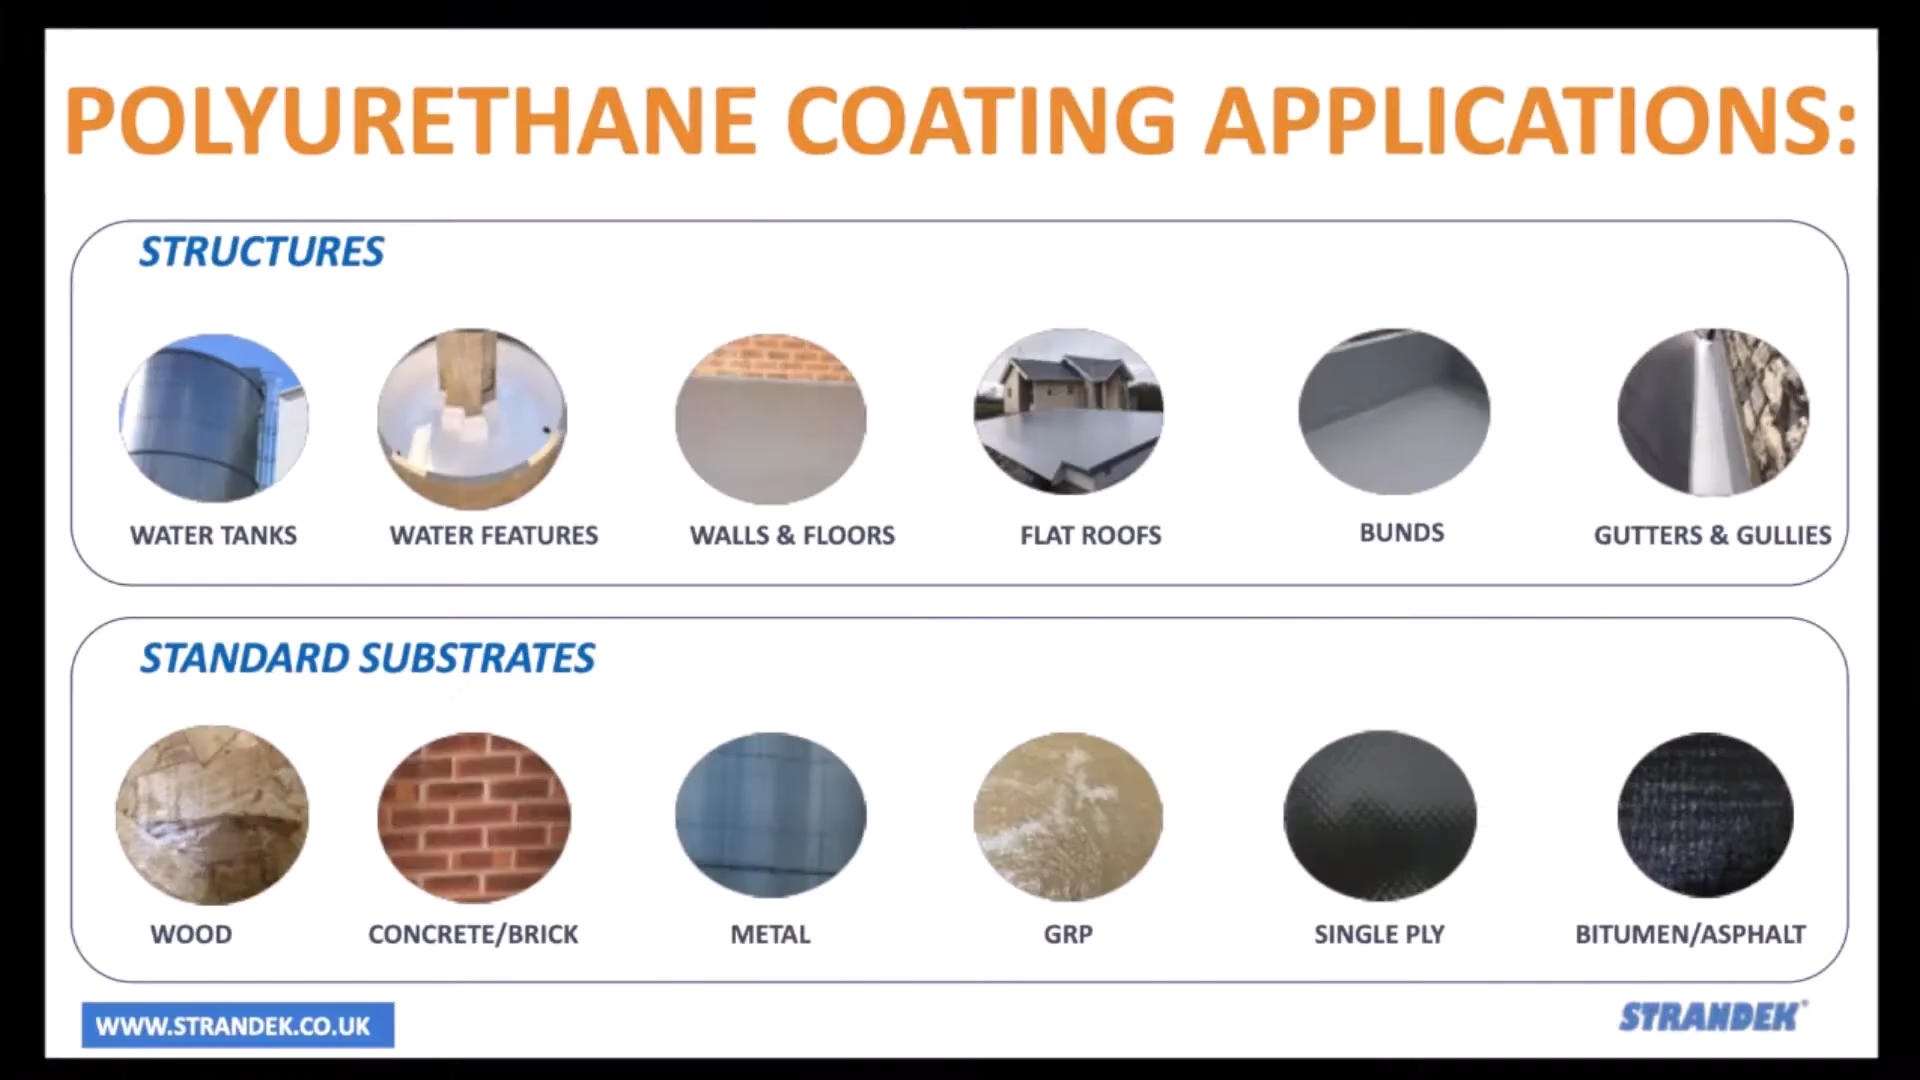 POLYURETHANE COATING APPLICATIONS:
STRUCTURES
WATER TANKS
WATER FEATURES
WALLS & FLOORS
FLAT ROOFS
BUNDS
GUTTERS & GULLIES
STANDARD SUBSTRATES
WOOD
CONCRETE/BRICK
METAL
GRP
SINGLE PLY
BITUMEN/ASPHALT
WWW.STRANDEK.CO.UK
STRANDEK®